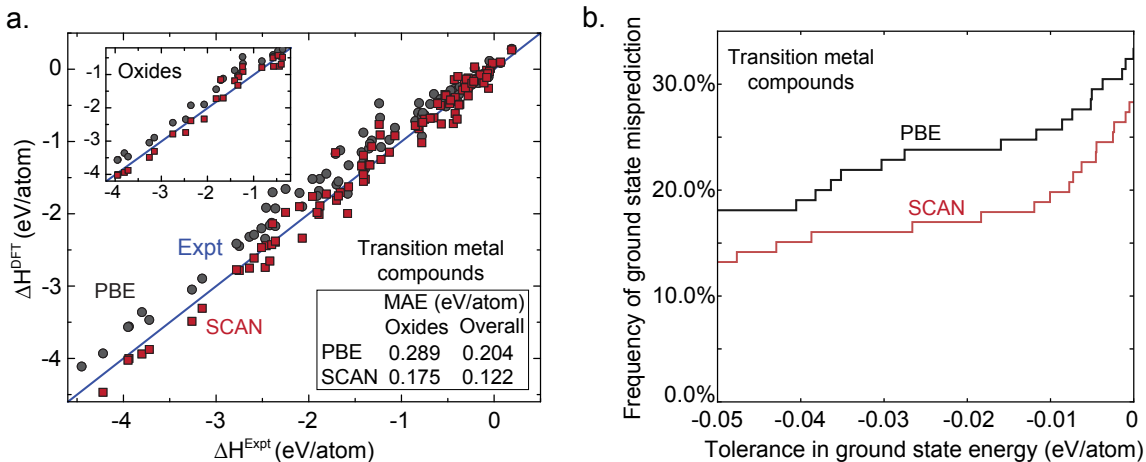 a.
Oxides
-1
-2
-3
-4
-4
-3
-2
-1
0
-1
-2
-3
-4
-4
-3
-2
-1
0
ΔH^DFT (eV/atom)
ΔH^Expt (eV/atom)
Expt
PBE
SCAN
Transition metal
compounds
MAE (eV/atom)
Oxides Overall
PBE 0.289 0.204
SCAN 0.175 0.122
b.
Transition metal
compounds
PBE
SCAN
30.0%
20.0%
10.0%
0.0%
-0.05
-0.04
-0.03
-0.02
-0.01
0
Frequency of ground state misprediction
Tolerance in ground state energy (eV/atom)